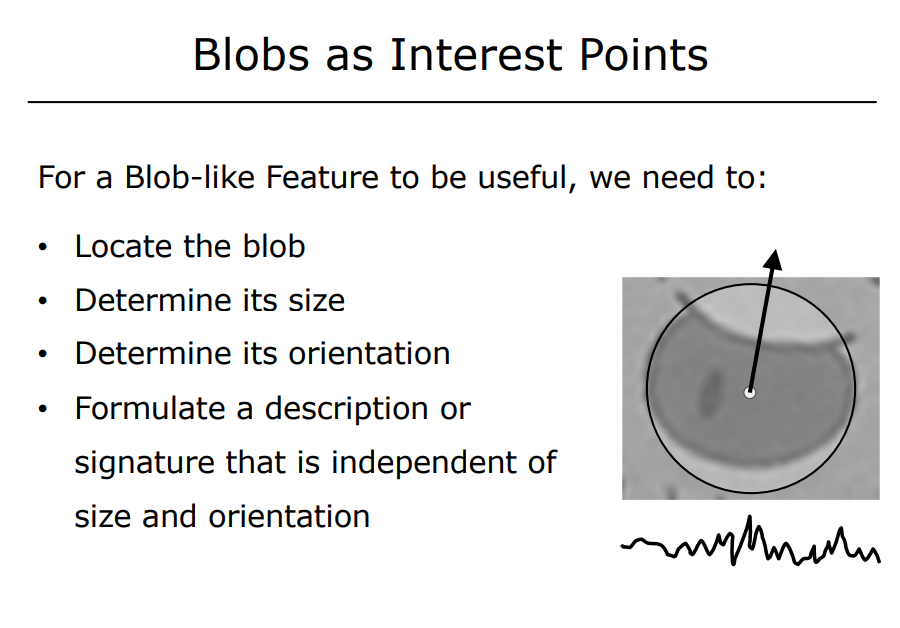 Blobs as Interest Points
For a Blob-like Feature to be useful, we need to:
• Locate the blob
• Determine its size
• Determine its orientation
• Formulate a description or
signature that is independent of
size and orientation